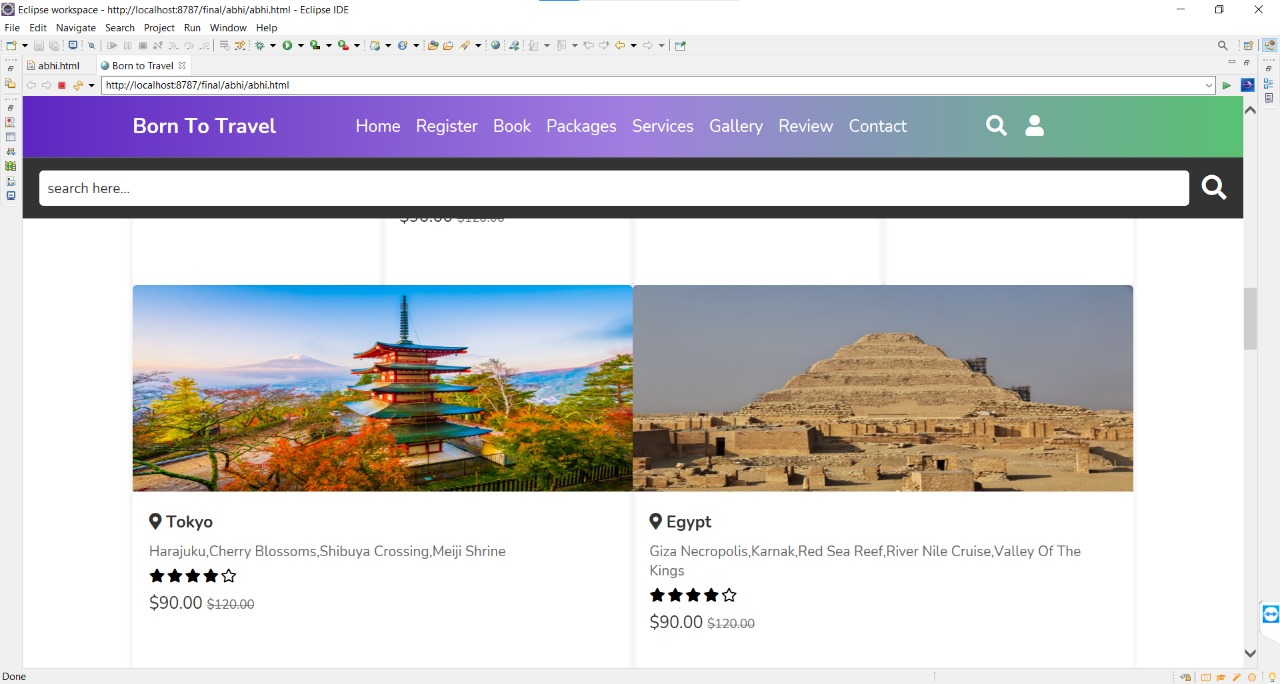 Eclipse workspace - http://localhost:8787/final/abhi/abhi.html - Eclipse IDE
File Edit Navigate Search Project Run Window Help
abhi.html Born to Travel
http://localhost:8787/final/abhi/abhi.html
Born To Travel Home Register Book Packages Services Gallery Review Contact
search here...
$90.00 $120.00
Tokyo
Harajuku,Cherry Blossoms,Shibuya Crossing,Meiji Shrine
$90.00 $120.00
Egypt
Giza Necropolis,Karnak,Red Sea Reef,River Nile Cruise,Valley Of The
Kings
$90.00 $120.00
Done